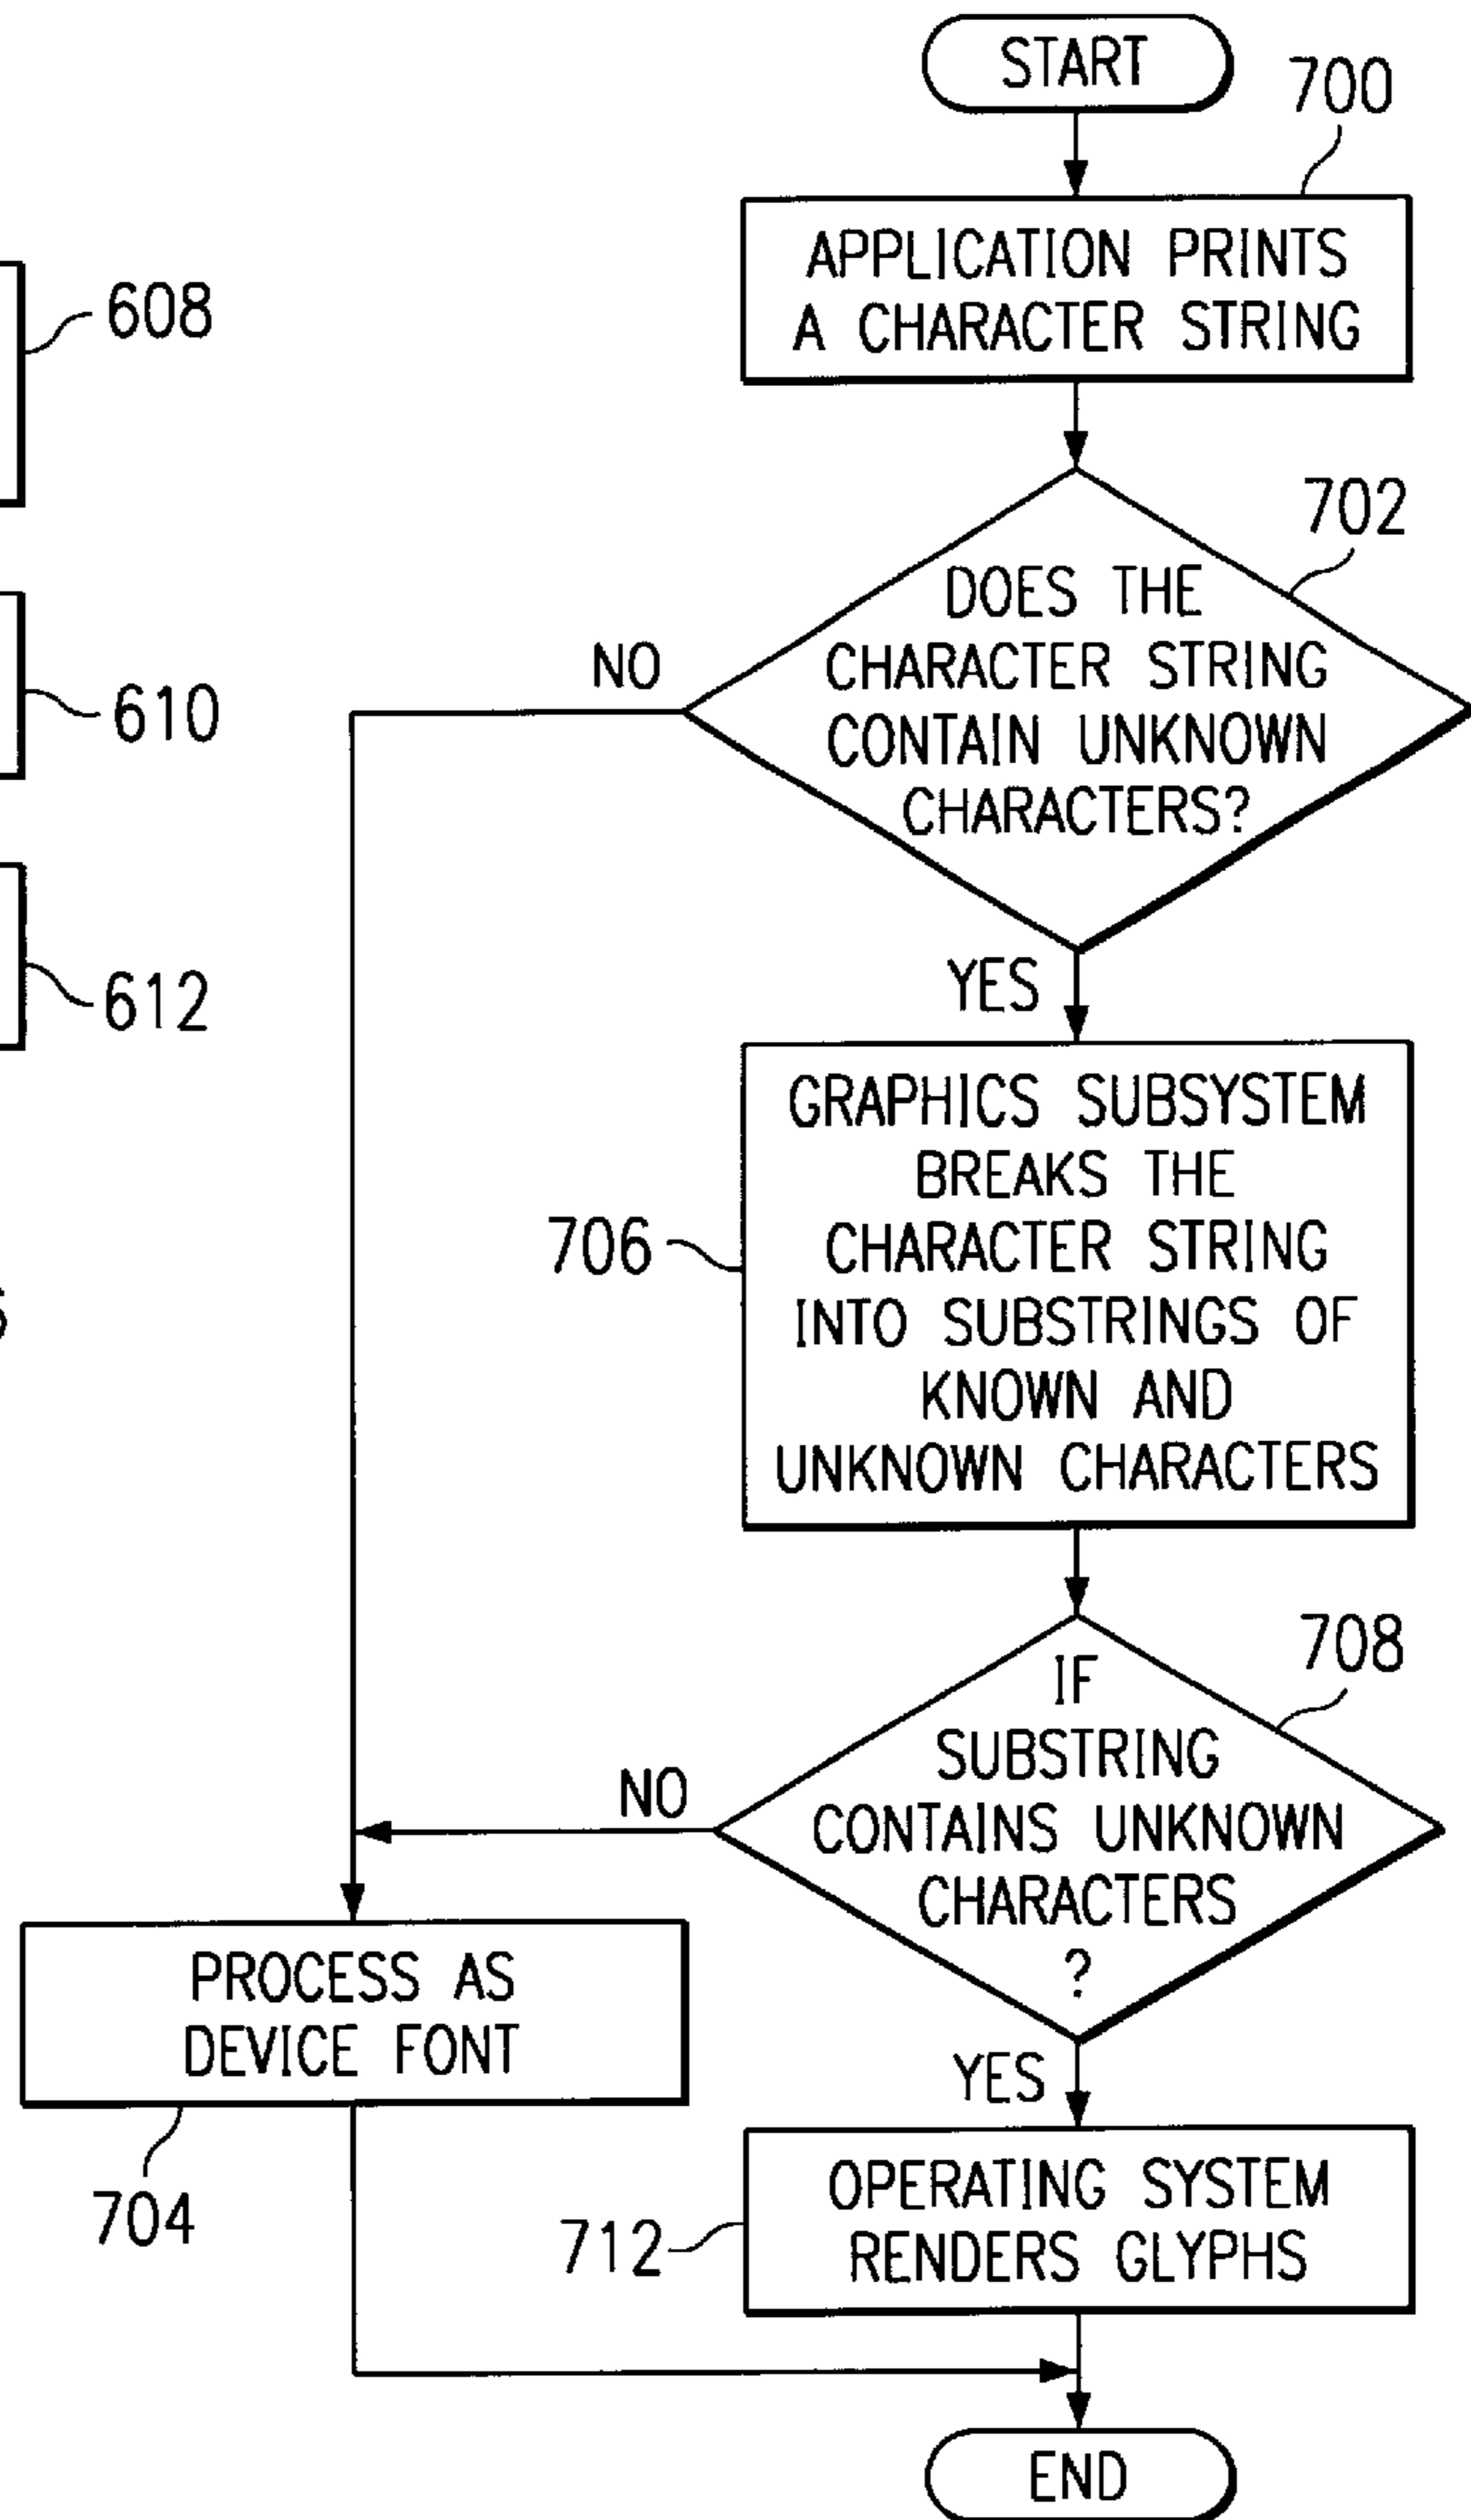 START
700
APPLICATION PRINTS
A CHARACTER STRING
608
702
DOES THE
CHARACTER STRING
CONTAIN UNKNOWN
CHARACTERS?
NO
610
YES
612
GRAPHICS SUBSYSTEM
BREAKS THE
CHARACTER STRING
INTO SUBSTRINGS OF
KNOWN AND
UNKNOWN CHARACTERS
706
708
IF
SUBSTRING
CONTAINS UNKNOWN
CHARACTERS
?
NO
PROCESS AS
DEVICE FONT
704
YES
OPERATING SYSTEM
RENDERS GLYPHS
712
END